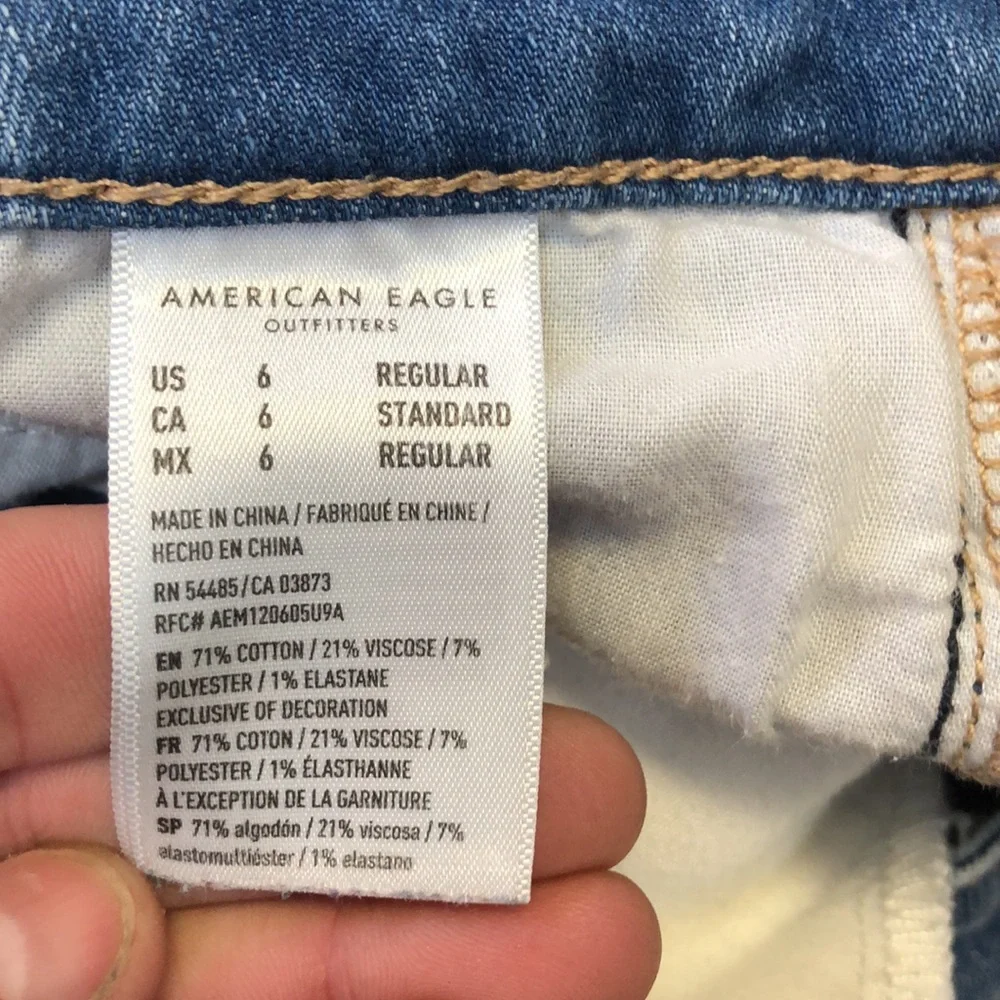 AMERICAN EAGLE
OUTFITTERS
US 6 REGULAR
CA 6 STANDARD
MX 6 REGULAR
MADE IN CHINA / FABRIQUÉ EN CHINE /
HECHO EN CHINA
RN 54485/CA 03873
RFC# AEM120605U9A
EN 71% COTTON / 21% VISCOSE / 7%
POLYESTER / 1% ELASTANE
EXCLUSIVE OF DECORATION
FR 71% COTON / 21% VISCOSE / 7%
POLYESTER / 1% ÉLASTHANNE
À L'EXCEPTION DE LA GARNITURE
SP 71% algodón / 21% viscosa / 7%
elastomuttiéster / 1% elastano